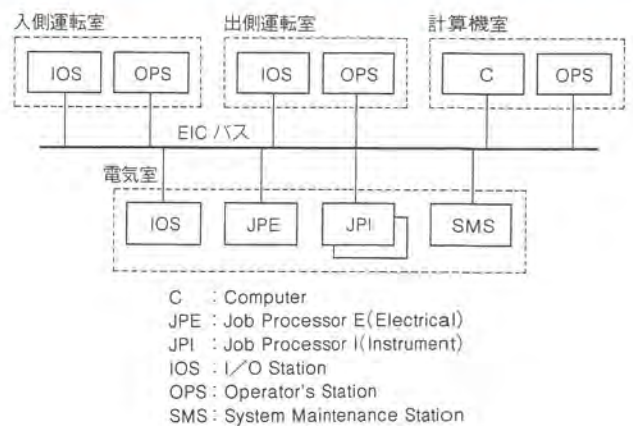 入側運転室 出側運転室 計算機室
IOS OPS IOS OPS C OPS
EIC バス
電気室
IOS JPE JPI SMS
C : Computer
JPE : Job Processor E(Electrical)
JPI : Job Processor I(Instrument)
IOS : I/O Station
OPS : Operator's Station
SMS : System Maintenance Station